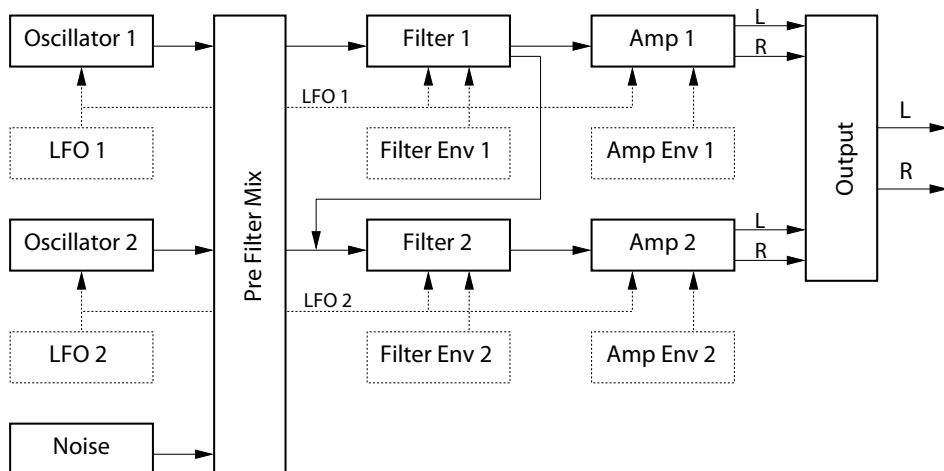 Oscillator 1
Filter 1
Amp 1
L
R
LFO 1
LFO 1
Filter Env 1
Amp Env 1
Pre Filter Mix
Output
L
R
Oscillator 2
Filter 2
Amp 2
L
R
LFO 2
LFO 2
Filter Env 2
Amp Env 2
Noise